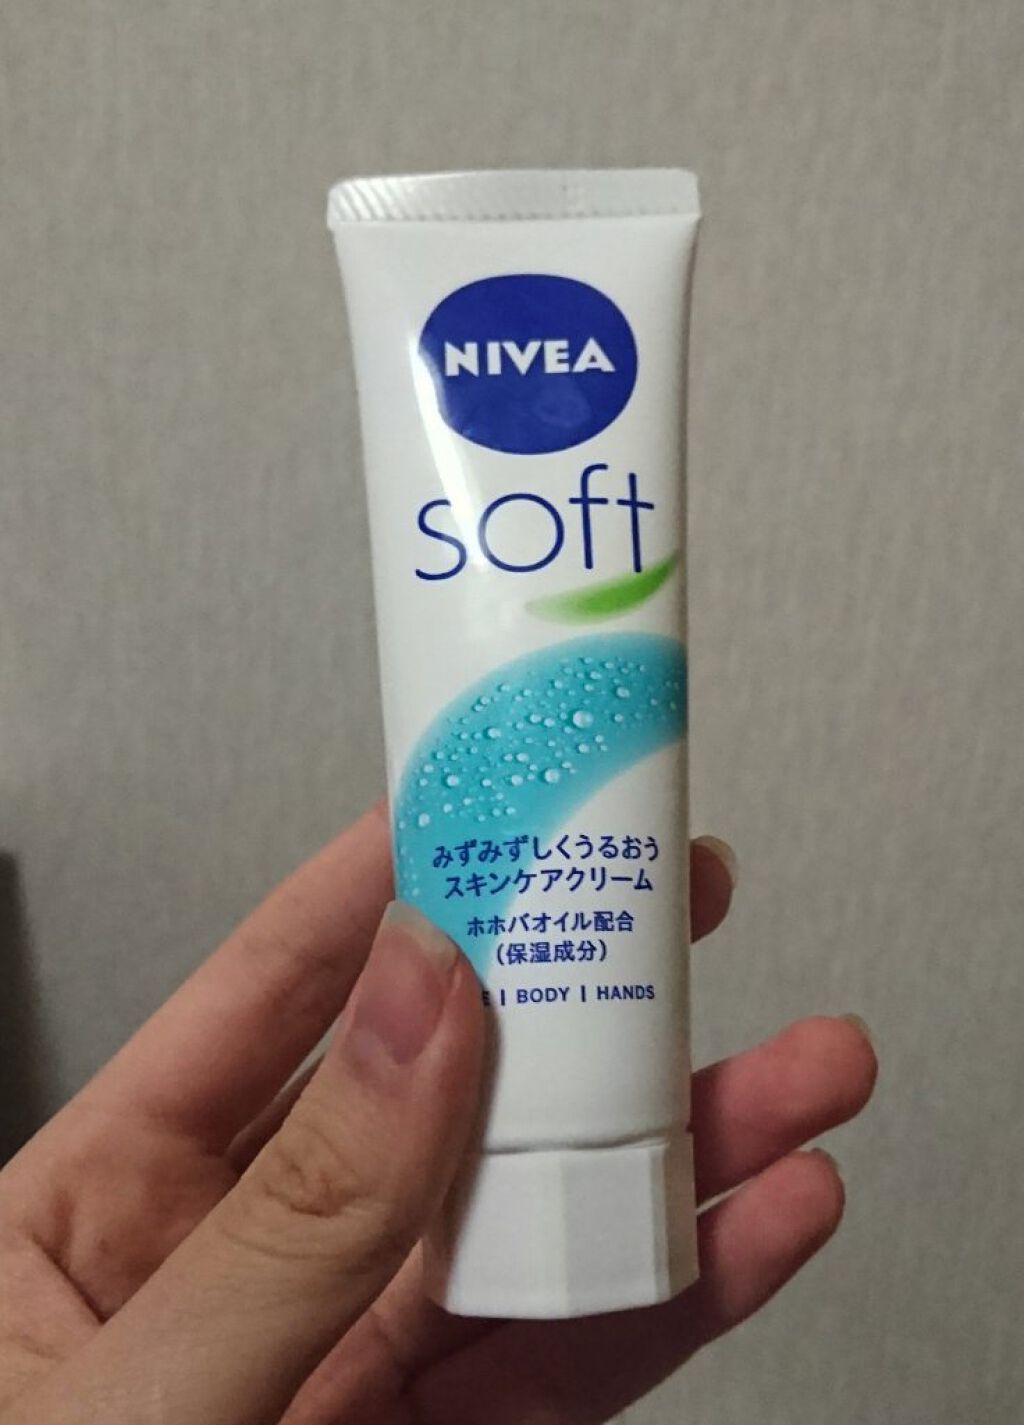 NIVEA
soft
みずみずしくうるおう
スキンケアクリーム
ホホバオイル配合
（保湿成分）
| BODY | HANDS